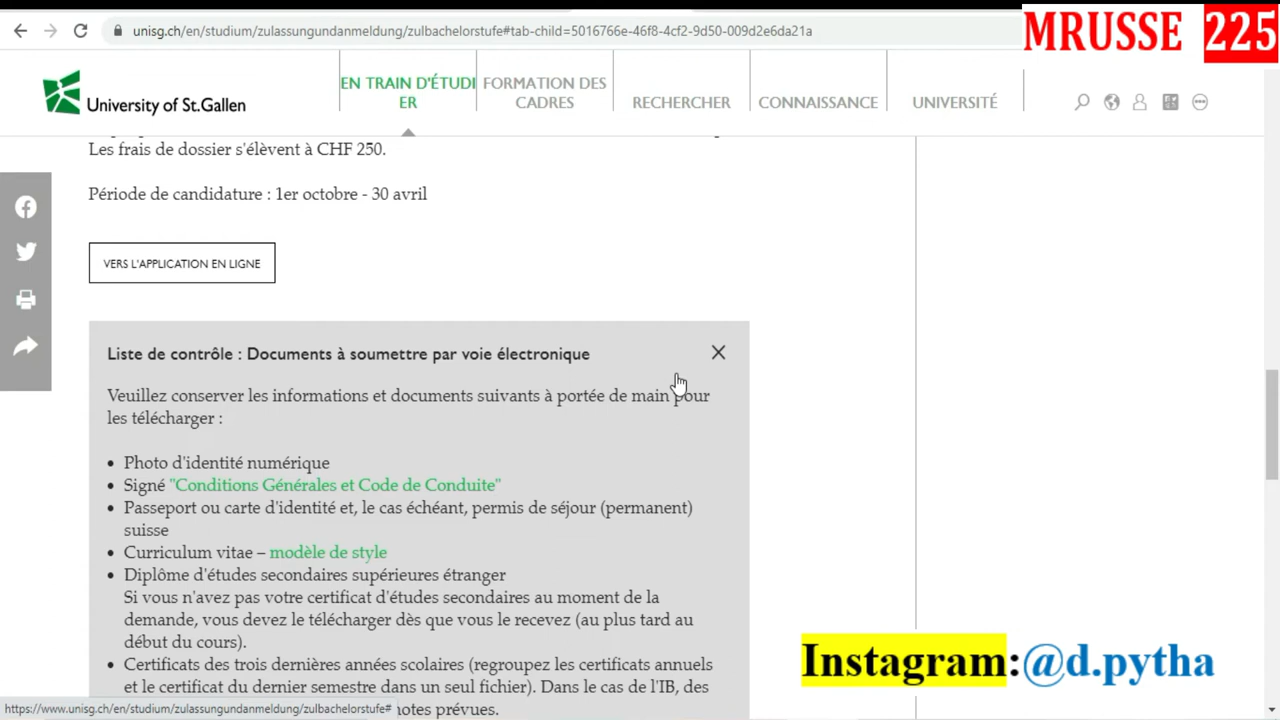 unisg.ch/en/studium/zulassungundanmeldung/zulbachelorstufe#tab-child=5016766e-46f8-4cf2-9d50-009d2e6da21a
MRUSSE 225
University of St.Gallen
EN TRAIN D'ÉTUDI
ER
FORMATION DES
CADRES
RECHERCHER
CONNAISSANCE
UNIVERSITÉ
Les frais de dossier s'élèvent à CHF 250.
Période de candidature : 1er octobre - 30 avril
VERS L'APPLICATION EN LIGNE
Liste de contrôle : Documents à soumettre par voie électronique
Veuillez conserver les informations et documents suivants à portée de main pour
les télécharger :
• Photo d'identité numérique
• Signé "Conditions Générales et Code de Conduite"
• Passeport ou carte d'identité et, le cas échéant, permis de séjour (permanent)
suisse
• Curriculum vitae – modèle de style
• Diplôme d'études secondaires supérieures étranger
Si vous n'avez pas votre certificat d'études secondaires au moment de la
demande, vous devez le télécharger dès que vous le recevez (au plus tard au
début du cours).
• Certificats des trois dernières années scolaires (regroupez les certificats annuels
et le certificat du dernier semestre dans un seul fichier). Dans le cas de l'IB, des
notes prévues.
Instagram:@d.pytha
https://www.unisg.ch/en/studium/zulassungundanmeldung/zulbachelorstufe#